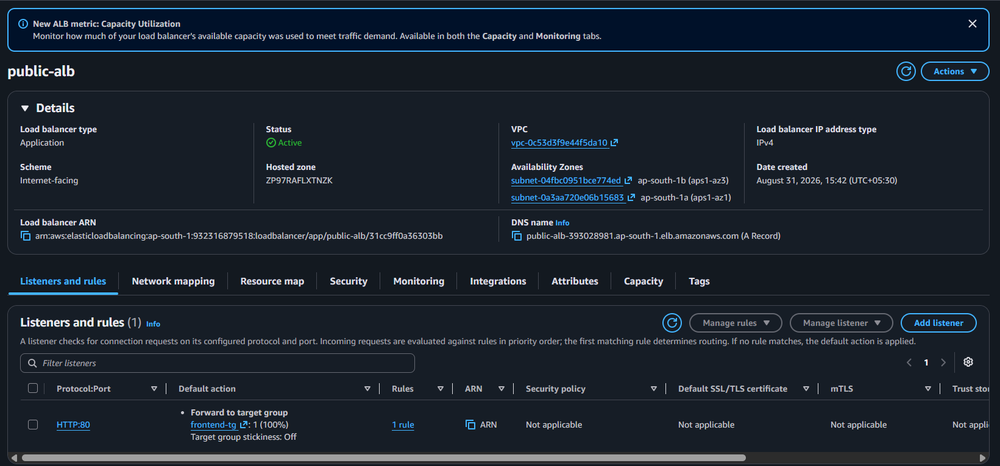 New ALB metric: Capacity Utilization
Monitor how much of your load balancer's available capacity was used to meet traffic demand. Available in both the Capacity and Monitoring tabs.
public-alb
Actions
Details
Load balancer type
Application
Status
Active
VPC
vpc-0c53d3f9e44f5da10
Load balancer IP address type
IPv4
Scheme
Internet-facing
Hosted zone
ZP97RAFLXTNZK
Availability Zones
subnet-04fbc0951bce774ed ap-south-1b (aps1-az3)
subnet-0a3aa720e06b15683 ap-south-1a (aps1-az1)
Date created
August 31, 2026, 15:42 (UTC+05:30)
Load balancer ARN
arn:aws:elasticloadbalancing:ap-south-1:932316879518:loadbalancer/app/public-alb/31cc9ff0a36303bb
DNS name Info
public-alb-393028981.ap-south-1.elb.amazonaws.com (A Record)
Listeners and rules Network mapping Resource map Security Monitoring Integrations Attributes Capacity Tags
Listeners and rules (1) Info
Manage rules Manage listener Add listener
A listener checks for connection requests on its configured protocol and port. Incoming requests are evaluated against rules in priority order; the first matching rule determines routing. If no rule matches, the default action is applied.
Filter listeners
1
Protocol:Port Default action Rules ARN Security policy Default SSL/TLS certificate mTLS Trust stor
HTTP:80
• Forward to target group
frontend-tg : 1 (100%)
Target group stickiness: Off
1 rule
ARN
Not applicable
Not applicable
Not applicable
Not appli